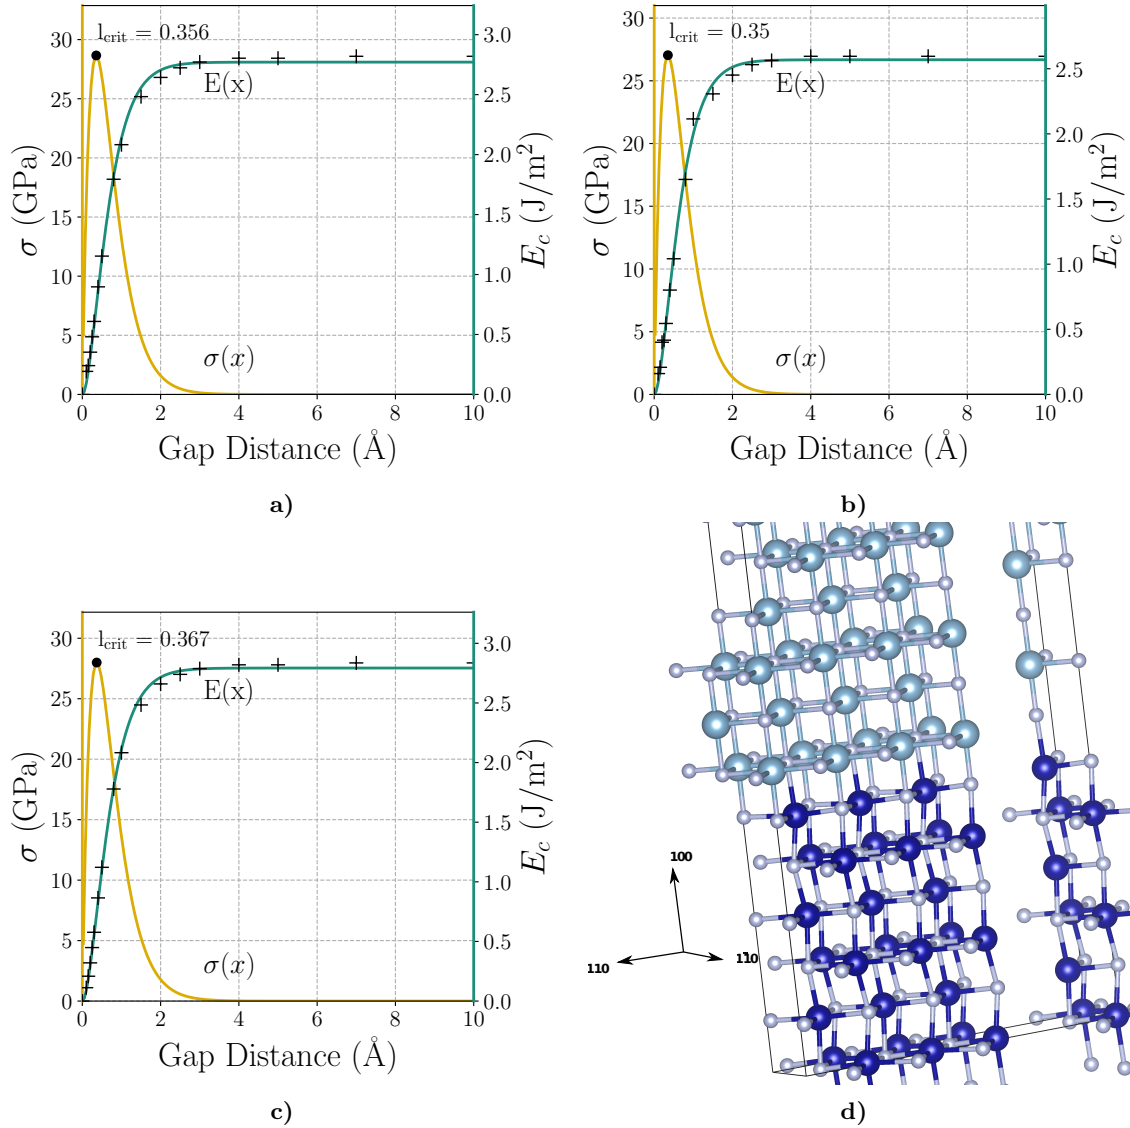 l_crit = 0.356
E(x)
σ(x)
σ (GPa)
0 5 10 15 20 25 30
E_c (J/m²)
0.0 0.5 1.0 1.5 2.0 2.5 3.0
0 2 4 6 8 10
Gap Distance (Å)
a)
l_crit = 0.35
E(x)
σ(x)
σ (GPa)
0 5 10 15 20 25 30
E_c (J/m²)
0.0 0.5 1.0 1.5 2.0 2.5
0 2 4 6 8 10
Gap Distance (Å)
b)
l_crit = 0.367
E(x)
σ(x)
σ (GPa)
0 5 10 15 20 25 30
E_c (J/m²)
0.0 0.5 1.0 1.5 2.0 2.5 3.0
0 2 4 6 8 10
Gap Distance (Å)
c)
100
110
1-10
d)